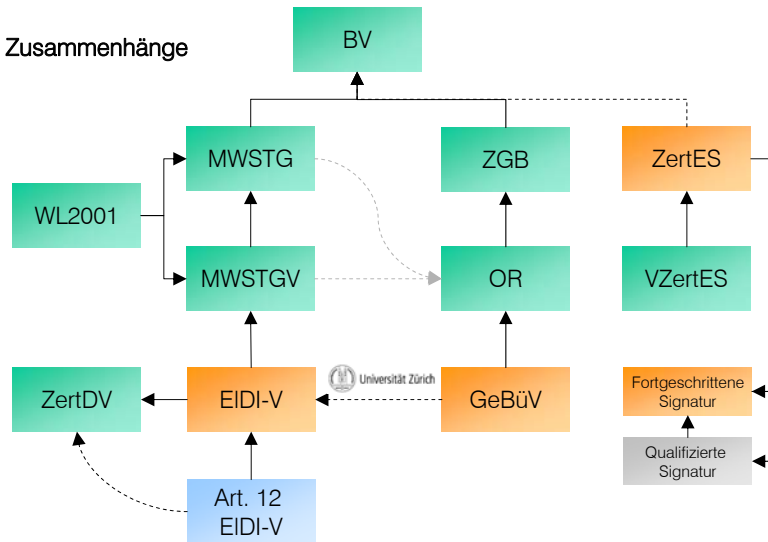 Zusammenhänge
BV
MWSTG
ZGB
ZertES
WL2001
MWSTGV
OR
VZertES
ZertDV
EIDI-V
Universität Zürich
GeBüV
Fortgeschrittene
Signatur
Qualifizierte
Signatur
Art. 12
EIDI-V